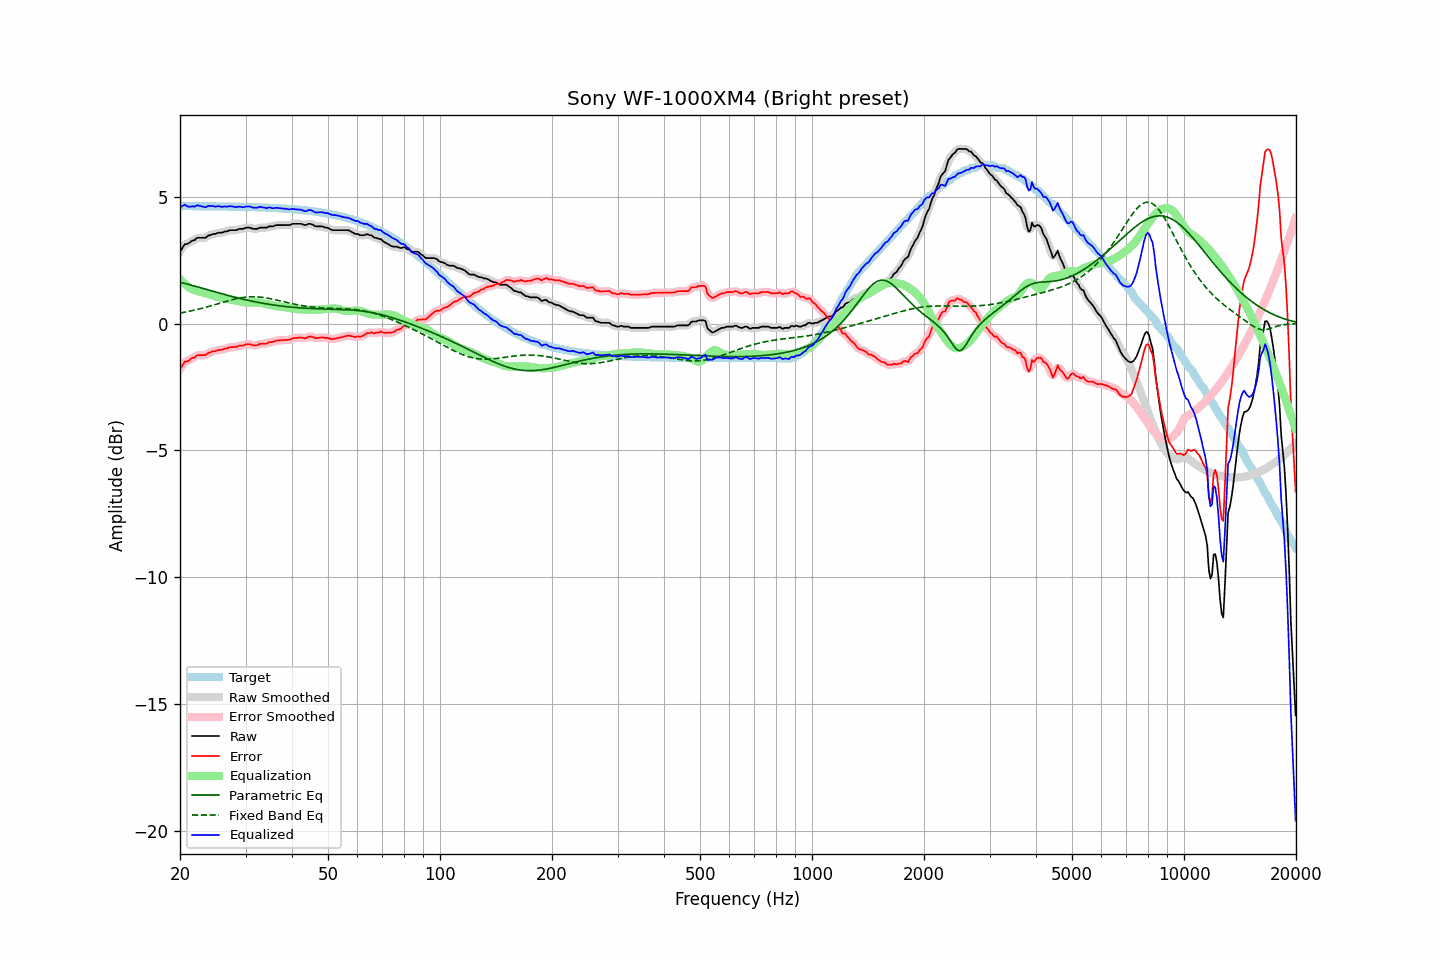 Sony WF-1000XM4 (Bright preset)
Amplitude (dBr)
5
0
−5
−10
−15
−20
Target
Raw Smoothed
Error Smoothed
Raw
Error
Equalization
Parametric Eq
Fixed Band Eq
Equalized
20
50
100
200
500
1000
2000
5000
10000
20000
Frequency (Hz)